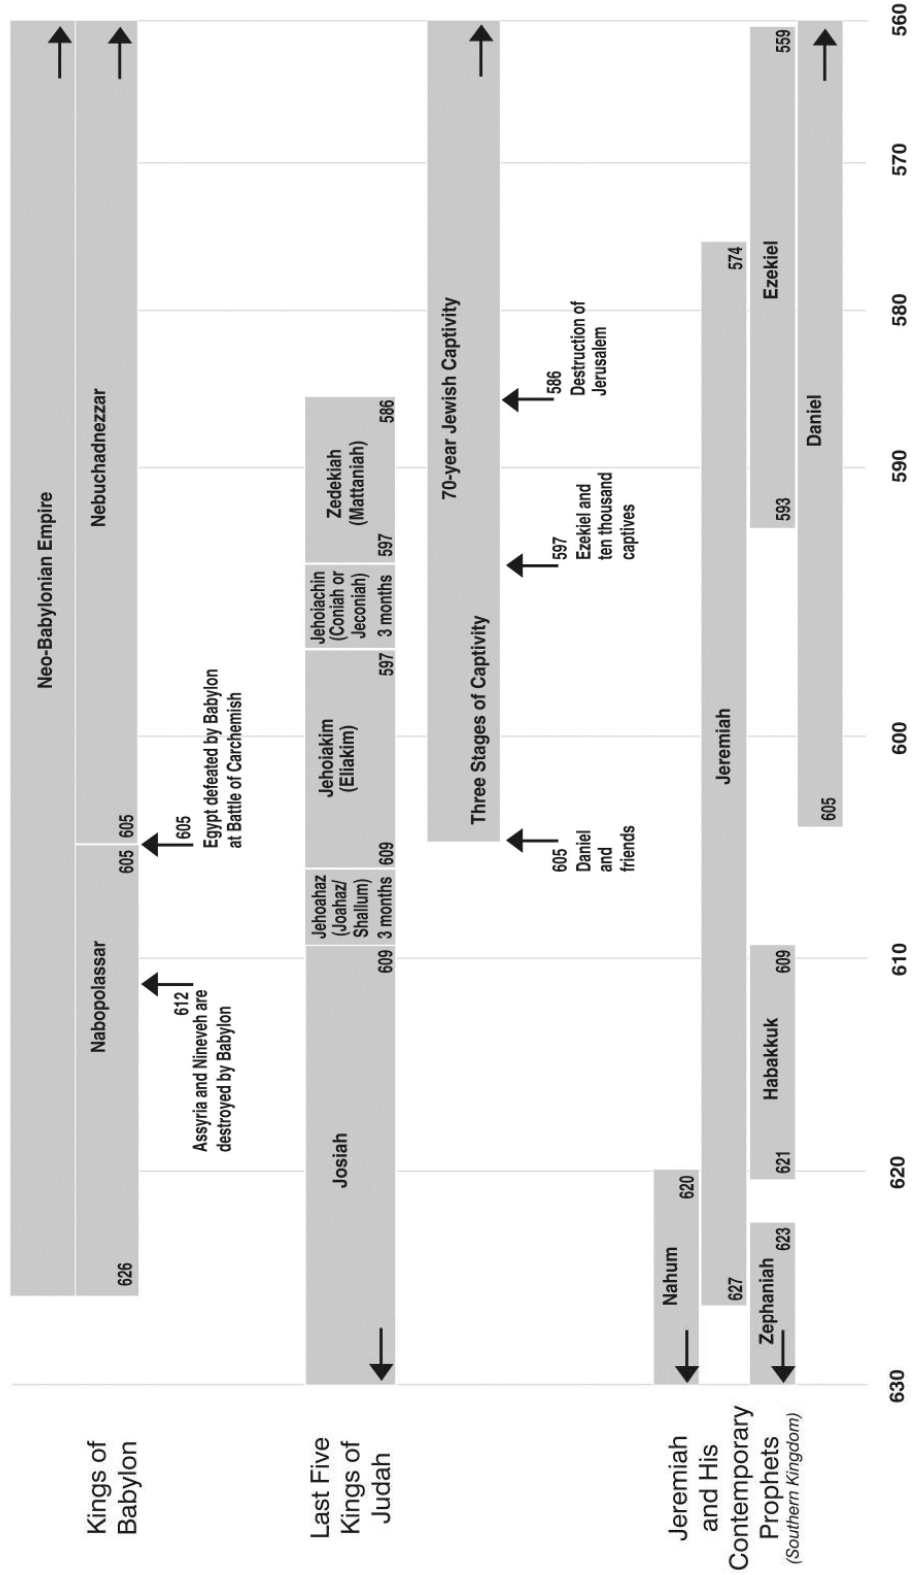 Kings of
Babylon
Neo-Babylonian Empire
626
Nabopolassar
605
605
Nebuchadnezzar
612
Assyria and Nineveh are
destroyed by Babylon
605
Egypt defeated by Babylon
at Battle of Carchemish
Last Five
Kings of
Judah
Josiah
609
Jehoahaz
(Joahaz/
Shallum)
3 months
609
Jehoiakim
(Eliakim)
597
Jehoiachin
(Coniah or
Jeconiah)
3 months
597
Zedekiah
(Mattaniah)
586
70-year Jewish Captivity
Three Stages of Captivity
605
Daniel
and
friends
597
Ezekiel and
ten thousand
captives
586
Destruction of
Jerusalem
Jeremiah
and His
Contemporary
Prophets
(Southern Kingdom)
Nahum
620
627
Jeremiah
574
Zephaniah
623
621
Habakkuk
609
593
Ezekiel
559
605
Daniel
630
620
610
600
590
580
570
560